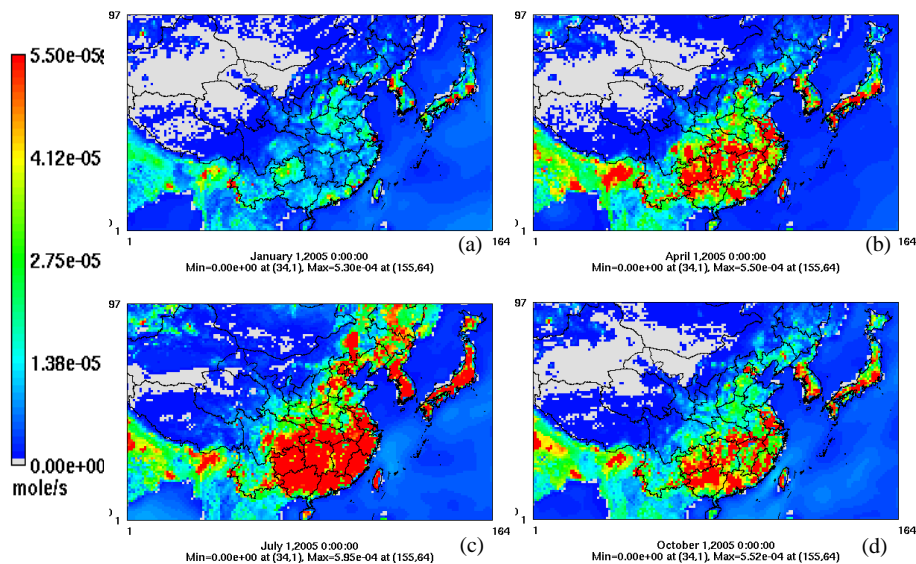 5.50e-05
4.12e-05
2.75e-05
1.38e-05
0.00e+00
mole/s
97
1
1
164
(a)
January 1,2005 0:00:00
Min=0.00e+00 at (34,1), Max=5.30e-04 at (155,64)
97
1
1
164
(b)
April 1,2005 0:00:00
Min=0.00e+00 at (34,1), Max=5.50e-04 at (155,64)
97
1
1
164
(c)
July 1,2005 0:00:00
Min=0.00e+00 at (34,1), Max=5.95e-04 at (155,64)
97
1
1
164
(d)
October 1,2005 0:00:00
Min=0.00e+00 at (34,1), Max=5.52e-04 at (155,64)